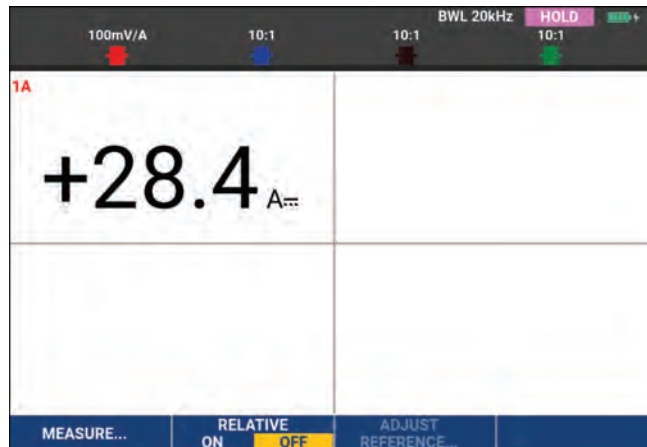 BWL 20kHz HOLD
100mV/A 10:1 10:1 10:1
1A
+28.4 A
MEASURE... RELATIVE ADJUST
ON OFF REFERENCE...